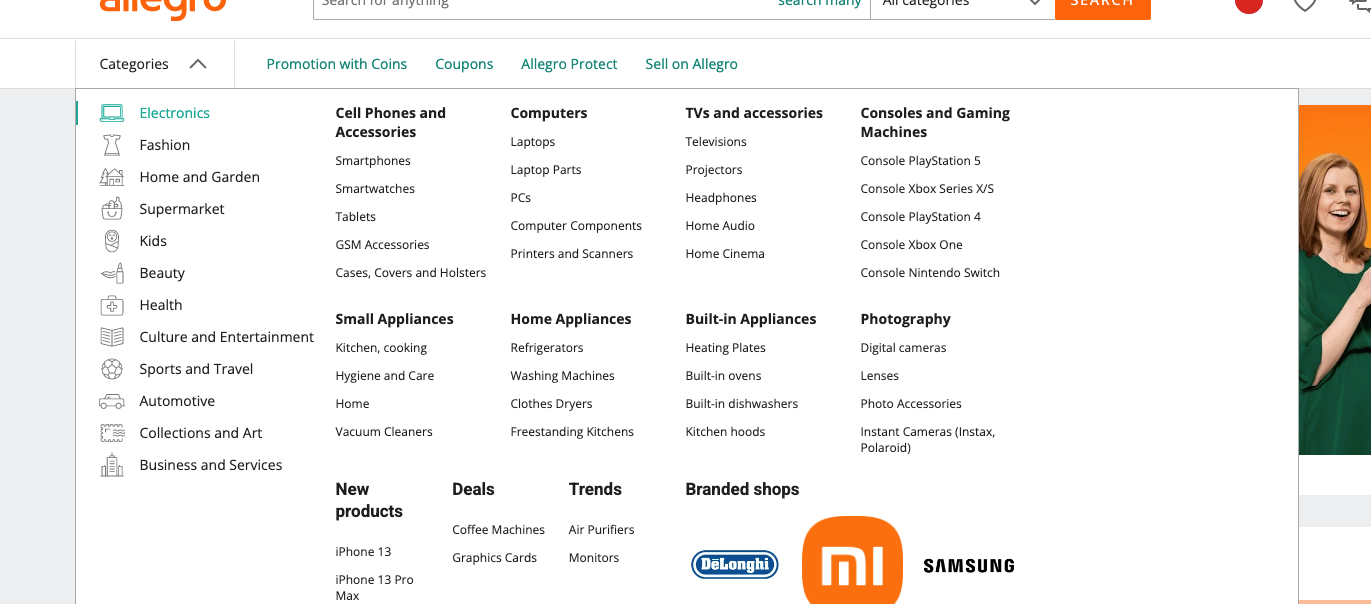 allegro
Search for anything
search many
All categories
SEARCH
Categories
Promotion with Coins
Coupons
Allegro Protect
Sell on Allegro
Electronics
Fashion
Home and Garden
Supermarket
Kids
Beauty
Health
Culture and Entertainment
Sports and Travel
Automotive
Collections and Art
Business and Services
Cell Phones and
Accessories
Smartphones
Smartwatches
Tablets
GSM Accessories
Cases, Covers and Holsters
Computers
Laptops
Laptop Parts
PCs
Computer Components
Printers and Scanners
TVs and accessories
Televisions
Projectors
Headphones
Home Audio
Home Cinema
Consoles and Gaming
Machines
Console PlayStation 5
Console Xbox Series X/S
Console PlayStation 4
Console Xbox One
Console Nintendo Switch
Small Appliances
Kitchen, cooking
Hygiene and Care
Home
Vacuum Cleaners
Home Appliances
Refrigerators
Washing Machines
Clothes Dryers
Freestanding Kitchens
Built-in Appliances
Heating Plates
Built-in ovens
Built-in dishwashers
Kitchen hoods
Photography
Digital cameras
Lenses
Photo Accessories
Instant Cameras (Instax,
Polaroid)
New
products
iPhone 13
iPhone 13 Pro
Max
Deals
Coffee Machines
Graphics Cards
Trends
Air Purifiers
Monitors
Branded shops
DeLonghi
mi
SAMSUNG